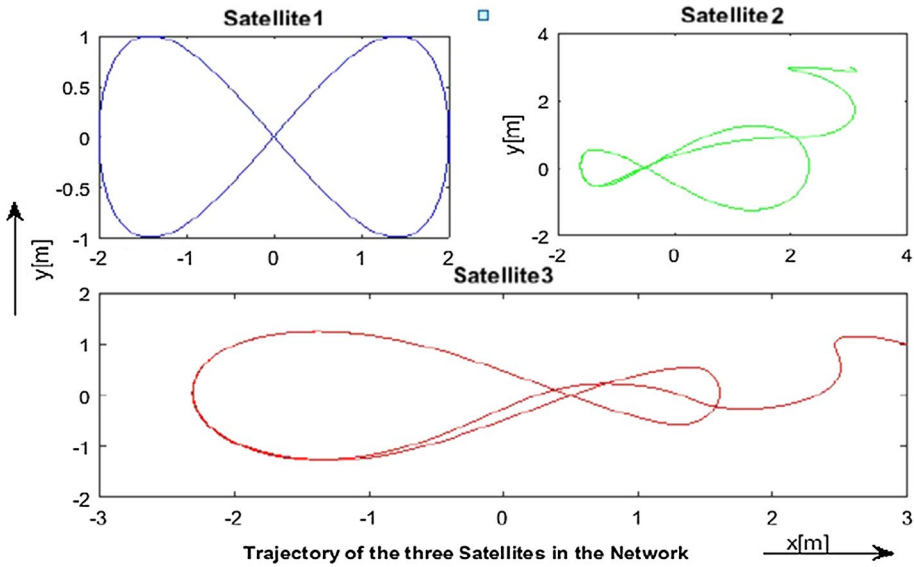 Satellite1
1
0.5
0
-0.5
-1
-2 -1 0 1 2
y[m]
Satellite2
4
2
0
-2
-2 0 2 4
y[m]
Satellite3
2
1
0
-1
-2
-3 -2 -1 0 1 2 3
Trajectory of the three Satellites in the Network
x[m]